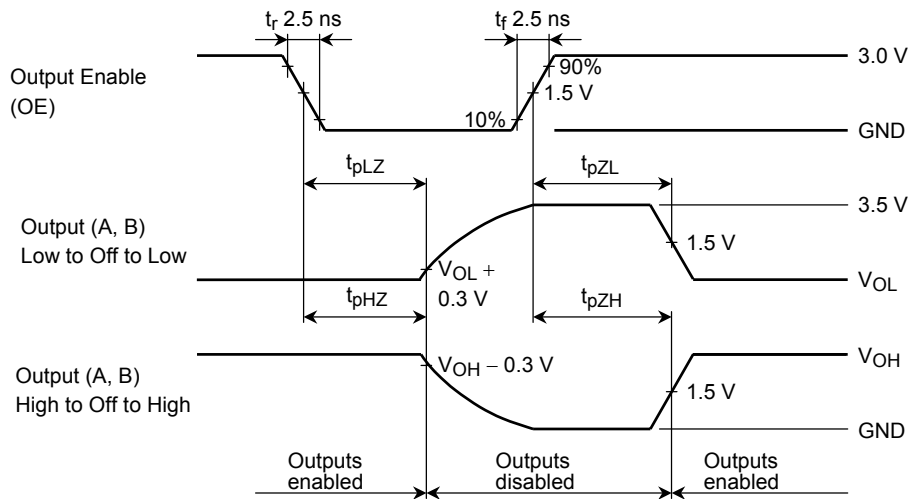 tr 2.5 ns
tf 2.5 ns
Output Enable
(OE)
90%
1.5 V
10%
3.0 V
GND
tpLZ
tpZL
Output (A, B)
Low to Off to Low
3.5 V
1.5 V
VOL +
0.3 V
VOL
tpHZ
tpZH
Output (A, B)
High to Off to High
VOH − 0.3 V
VOH
1.5 V
GND
Outputs
enabled
Outputs
disabled
Outputs
enabled